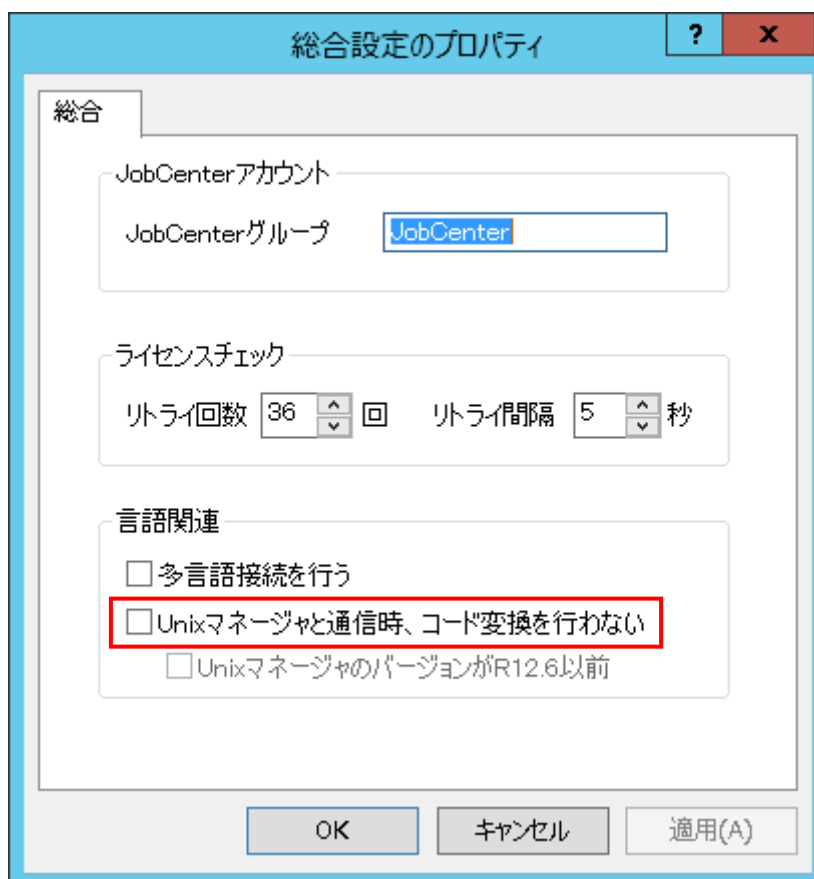 総合設定のプロパティ
? x
総合
JobCenterアカウント
JobCenterグループ JobCenter
ライセンスチェック
リトライ回数 36 回 リトライ間隔 5 秒
言語関連
多言語接続を行う
Unixマネージャと通信時、コード変換を行わない
UnixマネージャのバージョンがR12.6以前
OK キャンセル 適用(A)